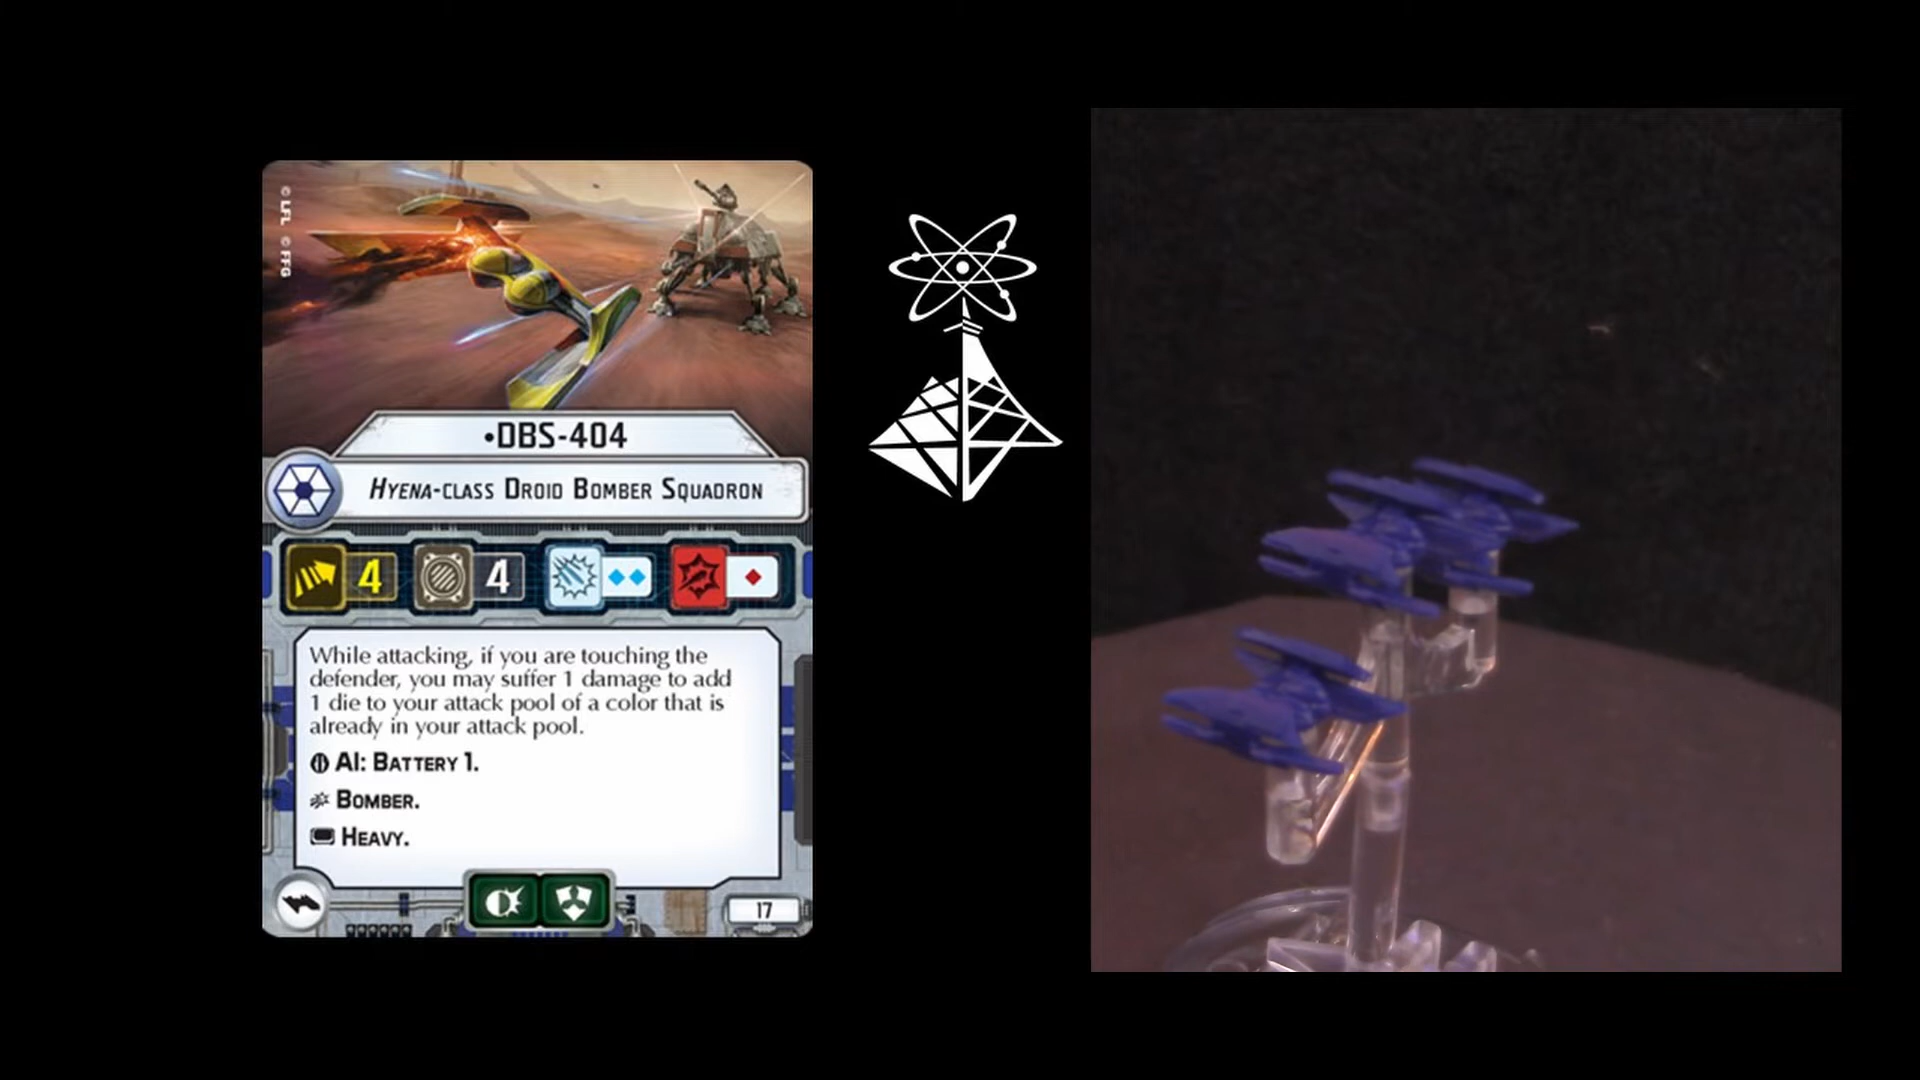 © LFL © FFG
•DBS-404
HYENA-CLASS DROID BOMBER SQUADRON
4 4
While attacking, if you are touching the
defender, you may suffer 1 damage to add
1 die to your attack pool of a color that is
already in your attack pool.
AI: BATTERY 1.
BOMBER.
HEAVY.
17